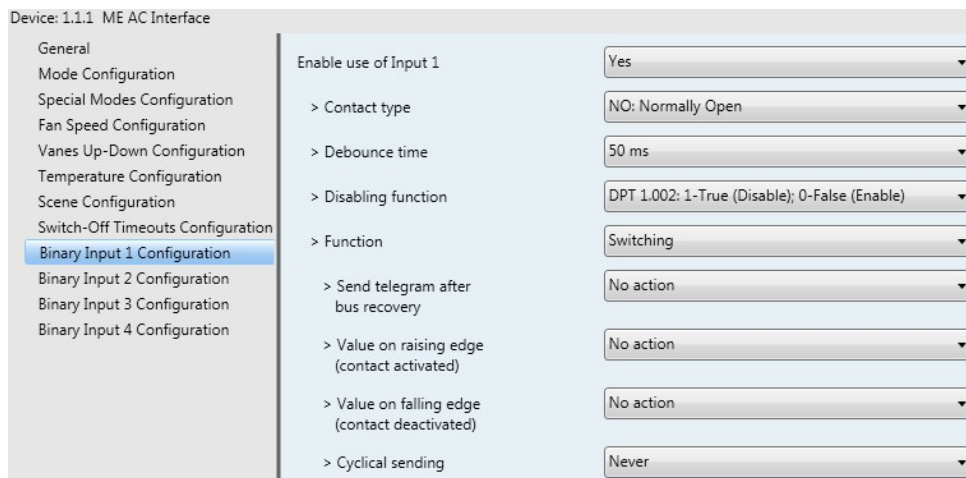 Device: 1.1.1 ME AC Interface
General
Mode Configuration
Special Modes Configuration
Fan Speed Configuration
Vanes Up-Down Configuration
Temperature Configuration
Scene Configuration
Switch-Off Timeouts Configuration
Binary Input 1 Configuration
Binary Input 2 Configuration
Binary Input 3 Configuration
Binary Input 4 Configuration
Enable use of Input 1 Yes
> Contact type NO: Normally Open
> Debounce time 50 ms
> Disabling function DPT 1.002: 1-True (Disable); 0-False (Enable)
> Function Switching
> Send telegram after No action
bus recovery
> Value on raising edge No action
(contact activated)
> Value on falling edge No action
(contact deactivated)
> Cyclical sending Never